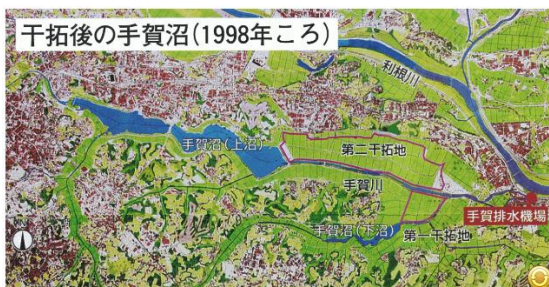 干拓後の手賀沼(1998年ころ)
利根川
手賀沼(上沼)
第二干拓地
手賀川
手賀排水機場
手賀沼(下沼)
第一干拓地